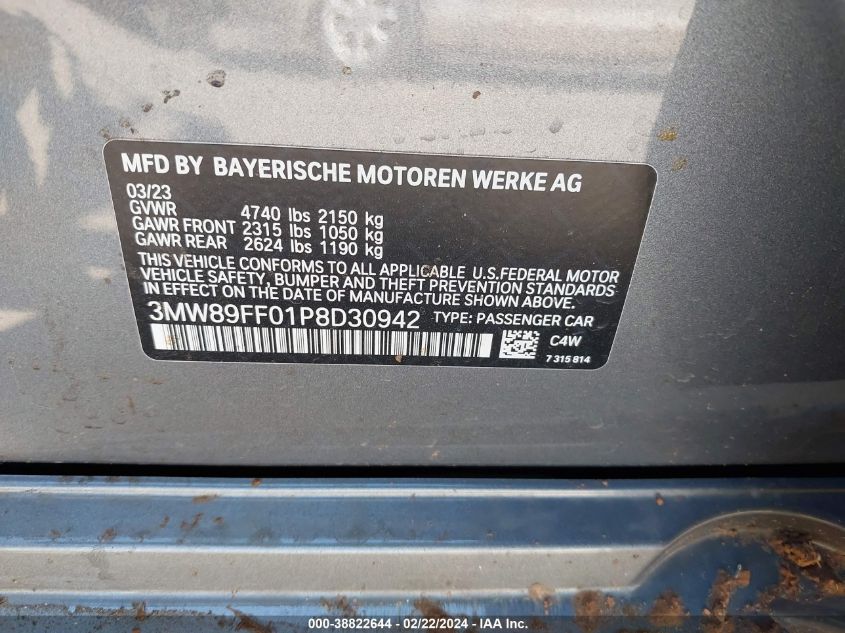 MFD BY BAYERISCHE MOTOREN WERKE AG
03/23
GVWR 4740 lbs 2150 kg
GAWR FRONT 2315 lbs 1050 kg
GAWR REAR 2624 lbs 1190 kg
THIS VEHICLE CONFORMS TO ALL APPLICABLE U.S.FEDERAL MOTOR
VEHICLE SAFETY, BUMPER AND THEFT PREVENTION STANDARDS
IN EFFECT ON THE DATE OF MANUFACTURE SHOWN ABOVE.
3MW89FF01P8D30942 TYPE: PASSENGER CAR
C4W
7 315 814
000-38822644 - 02/22/2024 - IAA Inc.